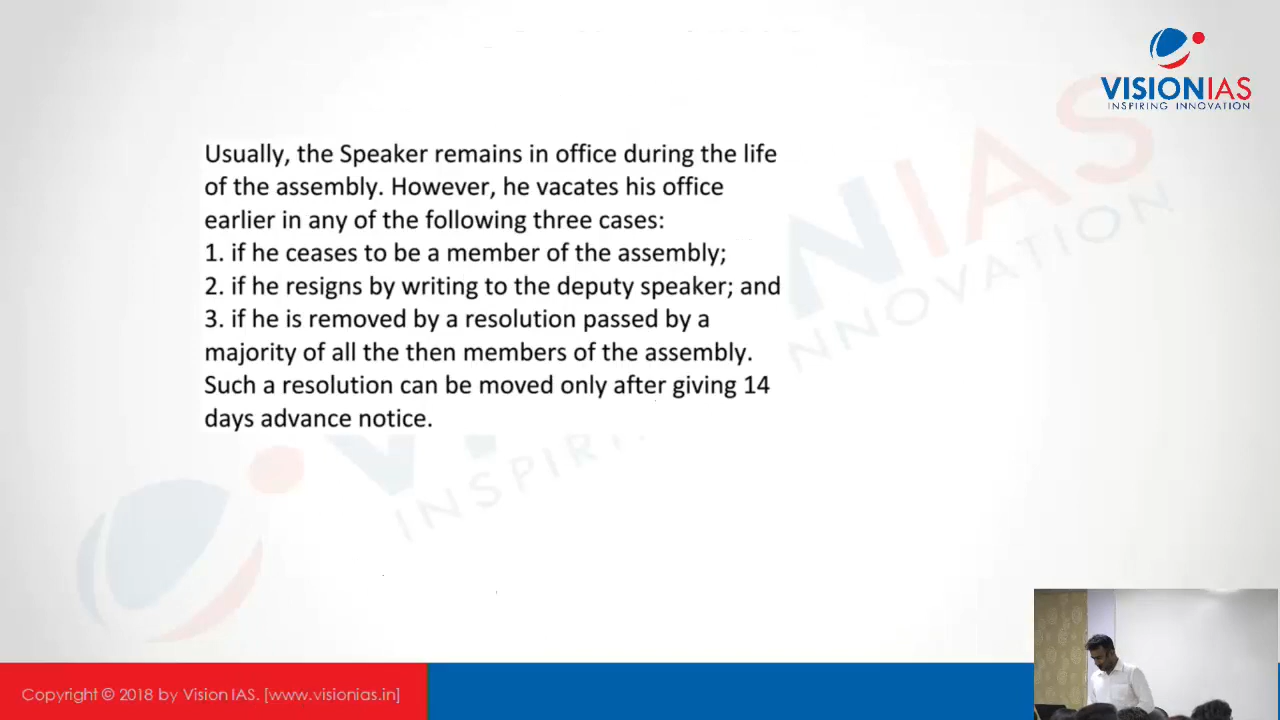 VISIONIAS
INSPIRING INNOVATION
Usually, the Speaker remains in office during the life
of the assembly. However, he vacates his office
earlier in any of the following three cases:
1. if he ceases to be a member of the assembly;
2. if he resigns by writing to the deputy speaker; and
3. if he is removed by a resolution passed by a
majority of all the then members of the assembly.
Such a resolution can be moved only after giving 14
days advance notice.
Copyright © 2018 by Vision IAS. [www.visionias.in]